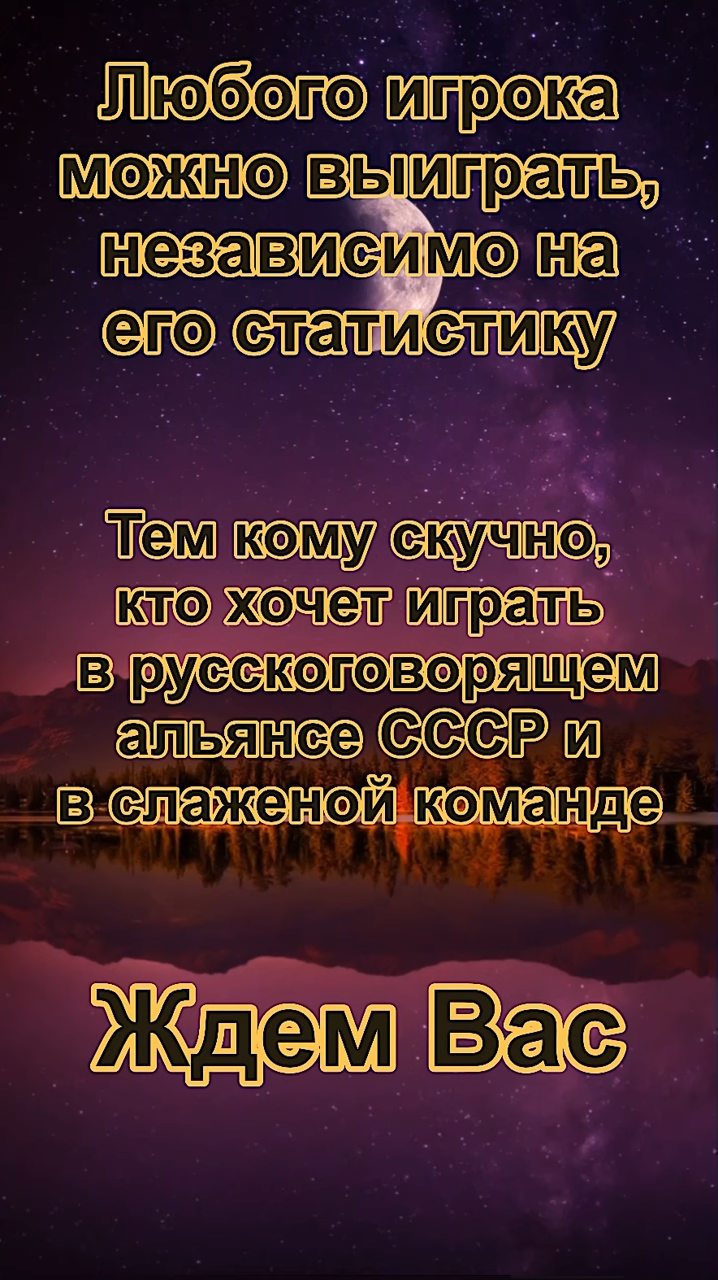 Любого игрока
можно выиграть,
независимо на
его статистику
Тем кому скучно,
кто хочет играть
в русскоговорящем
альянсе СССР и
в слаженой команде
Ждем Вас